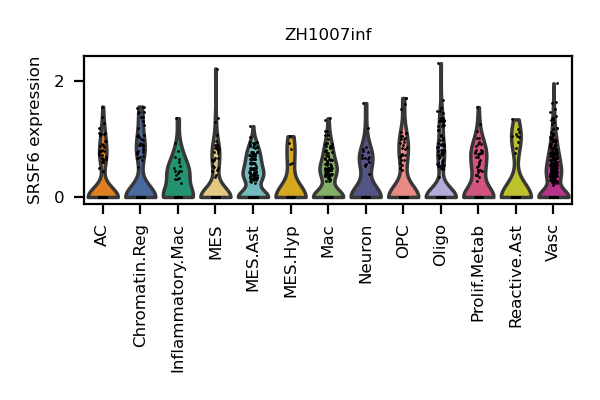 ZH1007inf
SRSF6 expression
2
0
AC
Chromatin.Reg
Inflammatory.Mac
MES
MES.Ast
MES.Hyp
Mac
Neuron
OPC
Oligo
Prolif.Metab
Reactive.Ast
Vasc